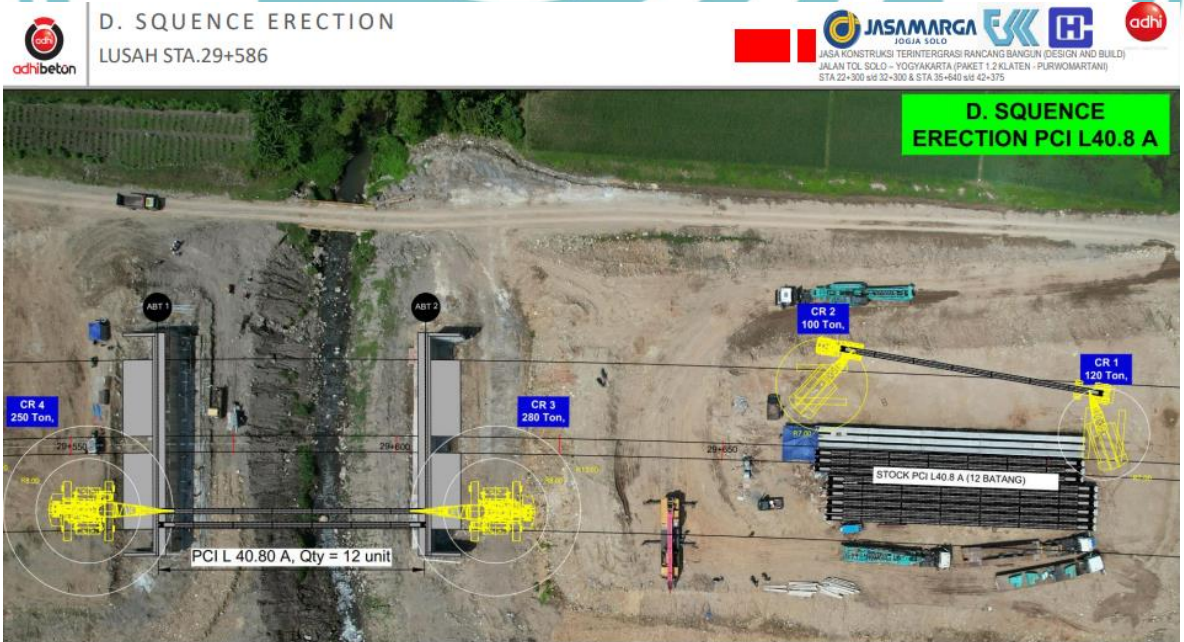 D. SQUENCE ERECTION
LUSAH STA.29+586
adhi
adhibeton
JASAMARGA
JOGJA SOLO
adhi
JASA KONSTRUKSI TERINTERGRASI RANCANG BANGUN (DESIGN AND BUILD)
JALAN TOL SOLO – YOGYAKARTA (PAKET 1.2 KLATEN - PURWOMARTANI)
STA 22+300 s/d 32+300 & STA 35+640 s/d 42+375
D. SQUENCE
ERECTION PCI L40.8 A
ABT 1
ABT 2
CR 2
100 Ton,
CR 1
120 Ton,
CR 4
250 Ton,
CR 3
280 Ton,
29+550
29+600
29+650
R7.00
R8.00
STOCK PCI L40.8 A (12 BATANG)
PCI L 40.80 A, Qty = 12 unit